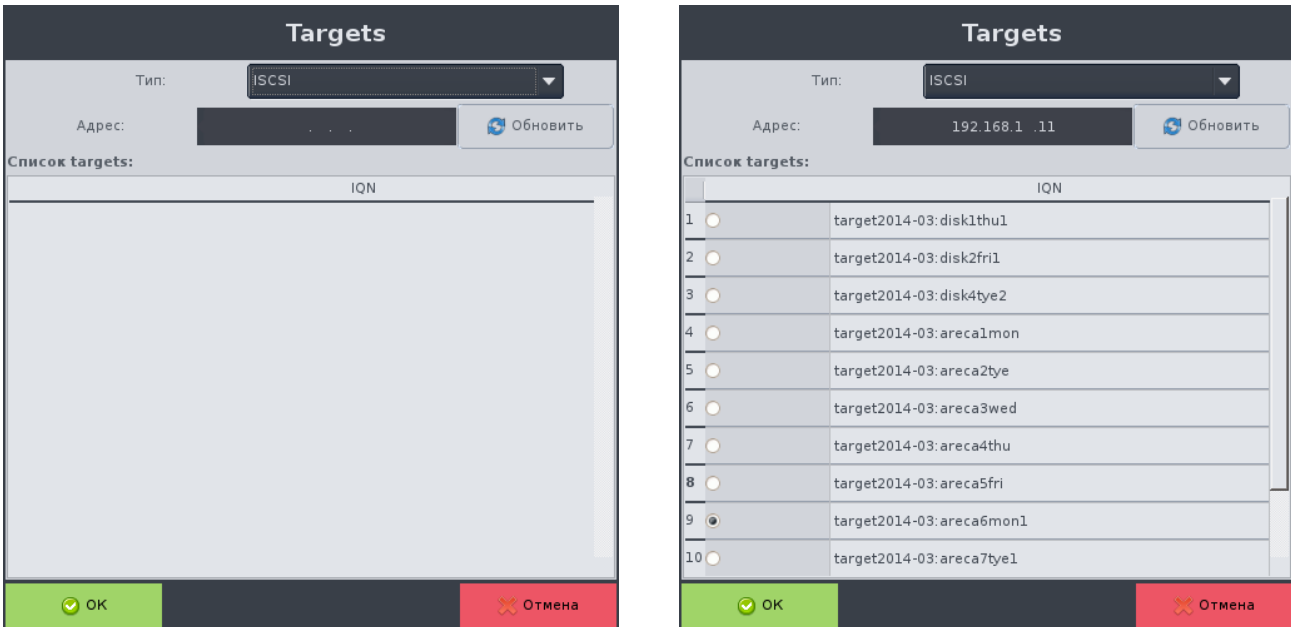 Targets
Тип: ISCSI
Адрес: . . . Обновить
Список targets:
IQN
OK Отмена
Targets
Тип: ISCSI
Адрес: 192.168.1 .11 Обновить
Список targets:
IQN
1 target2014-03:disk1thu1
2 target2014-03:disk2fri1
3 target2014-03:disk4tye2
4 target2014-03:areca1mon
5 target2014-03:areca2tye
6 target2014-03:areca3wed
7 target2014-03:areca4thu
8 target2014-03:areca5fri
9 target2014-03:areca6mon1
10 target2014-03:areca7tye1
OK Отмена